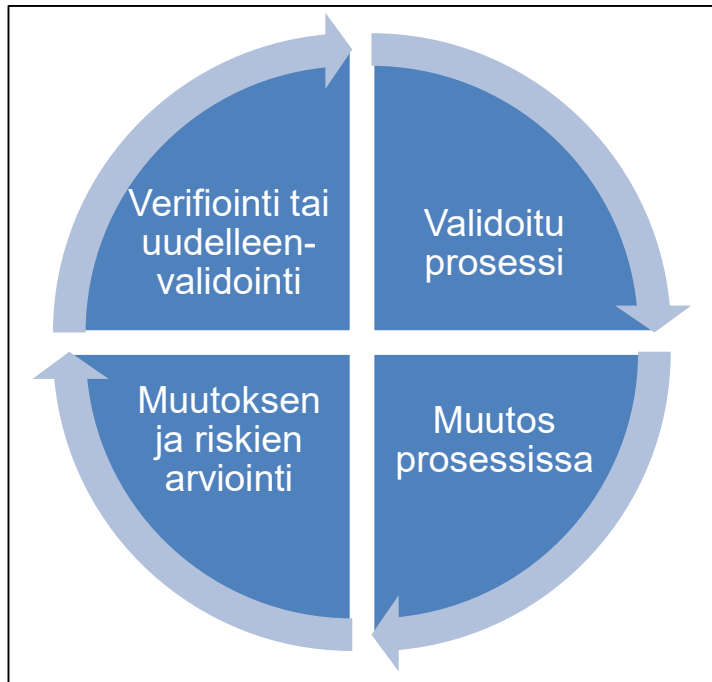 Verifiointi tai
uudelleen-
validointi
Validoitu
prosessi
Muutoksen
ja riskien
arviointi
Muutos
prosessissa